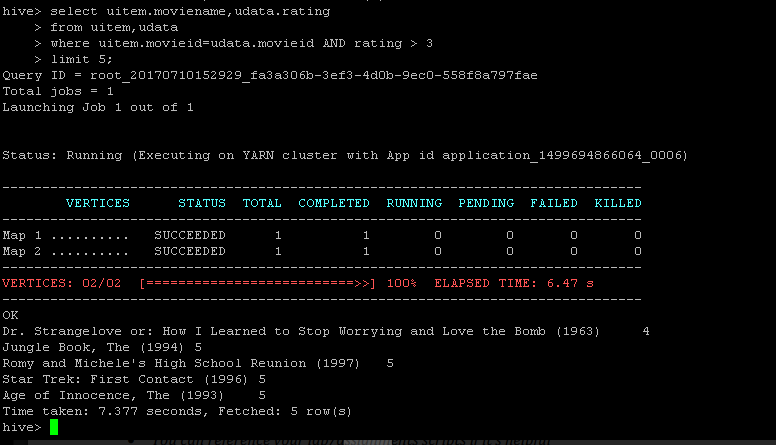 hive> select uitem.moviename,udata.rating
    > from uitem,udata
    > where uitem.movieid=udata.movieid AND rating > 3
    > limit 5;
Query ID = root_20170710152929_fa3a306b-3ef3-4d0b-9ec0-558f8a797fae
Total jobs = 1
Launching Job 1 out of 1
Status: Running (Executing on YARN cluster with App id application_1499694866064_0006)
--------------------------------------------------------------------------------
        VERTICES      STATUS  TOTAL  COMPLETED  RUNNING  PENDING  FAILED  KILLED
--------------------------------------------------------------------------------
Map 1 ..........   SUCCEEDED      1          1        0        0       0       0
Map 2 ..........   SUCCEEDED      1          1        0        0       0       0
--------------------------------------------------------------------------------
VERTICES: 02/02  [==========================>>] 100%  ELAPSED TIME: 6.47 s
--------------------------------------------------------------------------------
OK
Dr. Strangelove or: How I Learned to Stop Worrying and Love the Bomb (1963)	4
Jungle Book, The (1994)	5
Romy and Michele's High School Reunion (1997)	5
Star Trek: First Contact (1996)	5
Age of Innocence, The (1993)	5
Time taken: 7.377 seconds, Fetched: 5 row(s)
hive>